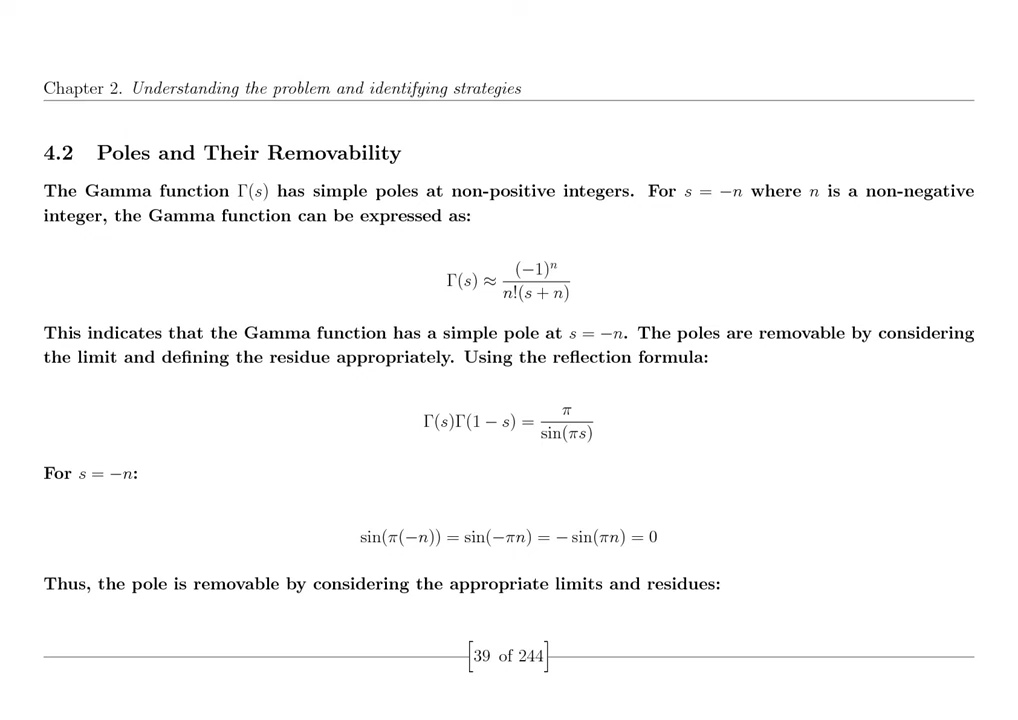 Chapter 2. Understanding the problem and identifying strategies
4.2 Poles and Their Removability
The Gamma function Γ(s) has simple poles at non-positive integers. For s = −n where n is a non-negative
integer, the Gamma function can be expressed as:
Γ(s) ≈ (−1)ⁿ / n!(s + n)
This indicates that the Gamma function has a simple pole at s = −n. The poles are removable by considering
the limit and defining the residue appropriately. Using the reflection formula:
Γ(s)Γ(1 − s) = π / sin(πs)
For s = −n:
sin(π(−n)) = sin(−πn) = − sin(πn) = 0
Thus, the pole is removable by considering the appropriate limits and residues:
[39 of 244]